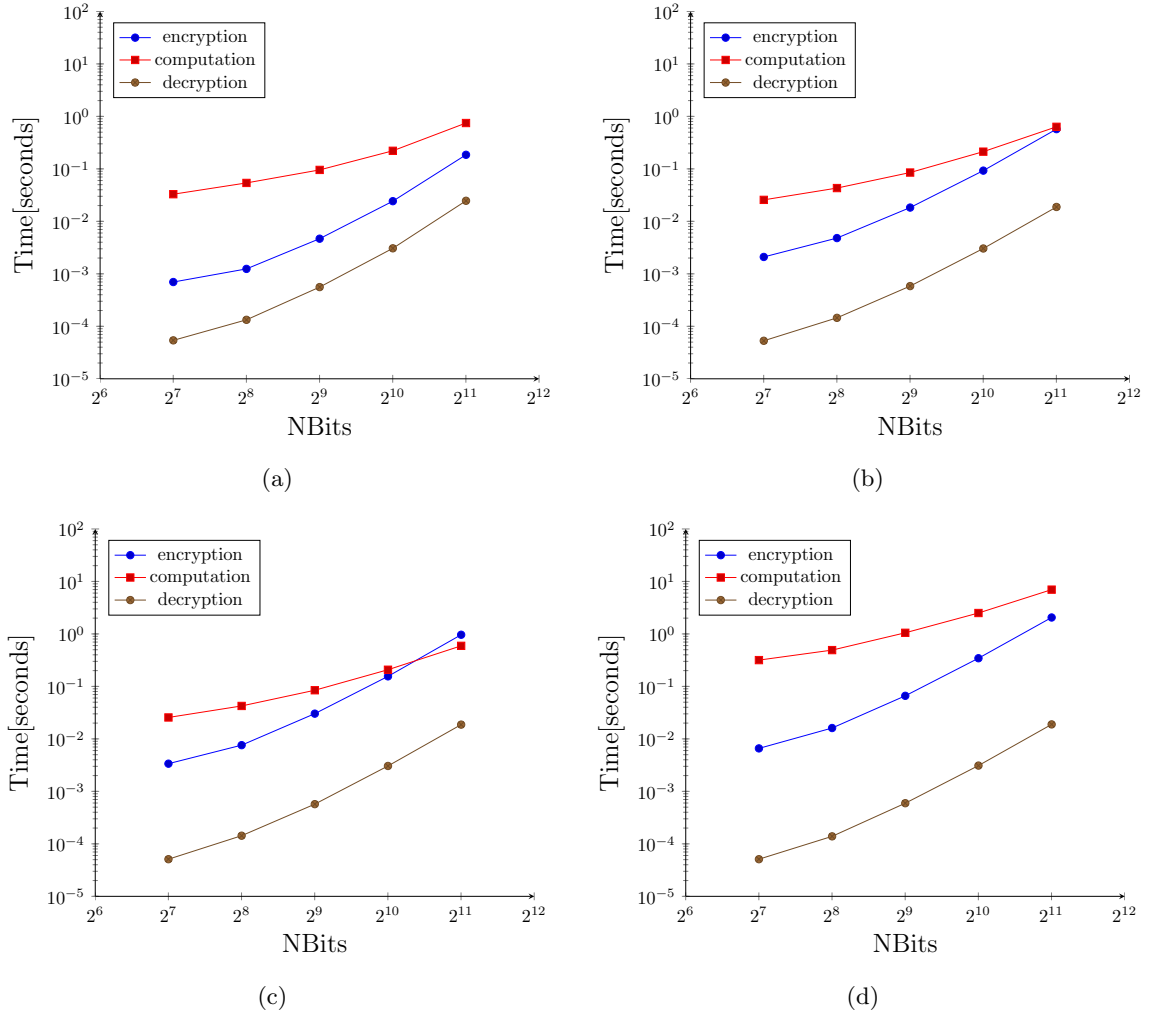 10^2
10^1
10^0
10^−1
10^−2
10^−3
10^−4
10^−5
Time[seconds]
encryption
computation
decryption
2^6 2^7 2^8 2^9 2^10 2^11 2^12
NBits
(a)
10^2
10^1
10^0
10^−1
10^−2
10^−3
10^−4
10^−5
Time[seconds]
encryption
computation
decryption
2^6 2^7 2^8 2^9 2^10 2^11 2^12
NBits
(b)
10^2
10^1
10^0
10^−1
10^−2
10^−3
10^−4
10^−5
Time[seconds]
encryption
computation
decryption
2^6 2^7 2^8 2^9 2^10 2^11 2^12
NBits
(c)
10^2
10^1
10^0
10^−1
10^−2
10^−3
10^−4
10^−5
Time[seconds]
encryption
computation
decryption
2^6 2^7 2^8 2^9 2^10 2^11 2^12
NBits
(d)